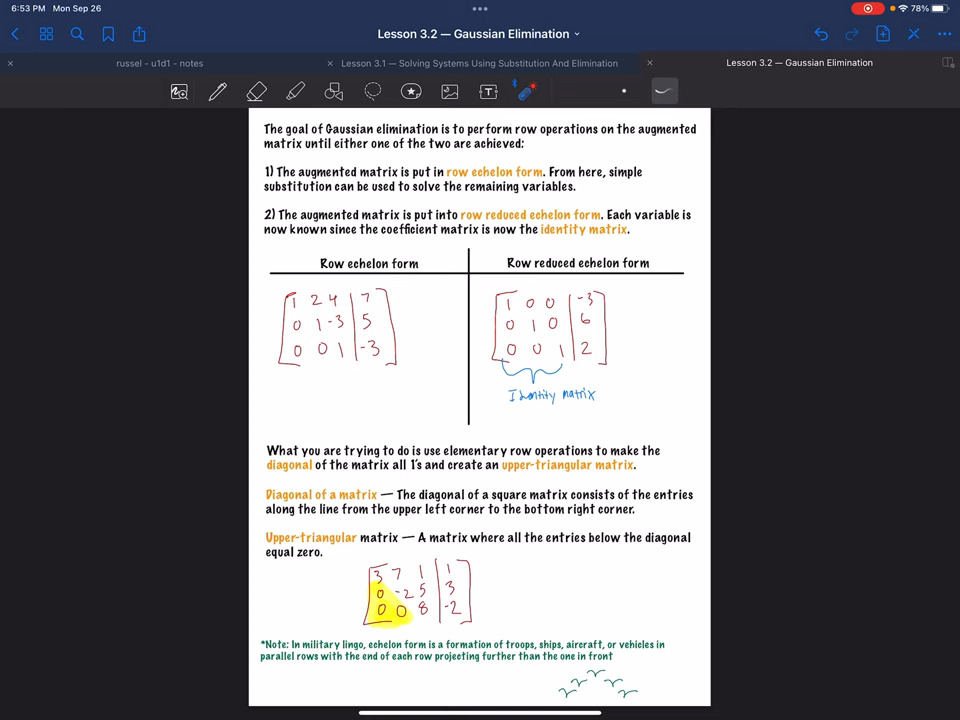 6:53 PM Mon Sep 26
78%
Lesson 3.2 — Gaussian Elimination
russel - u1d1 - notes
Lesson 3.1 — Solving Systems Using Substitution And Elimination
Lesson 3.2 — Gaussian Elimination
The goal of Gaussian elimination is to perform row operations on the augmented
matrix until either one of the two are achieved:
1) The augmented matrix is put in row echelon form. From here, simple
substitution can be used to solve the remaining variables.
2) The augmented matrix is put into row reduced echelon form. Each variable is
now known since the coefficient matrix is now the identity matrix.
Row echelon form
Row reduced echelon form
1 2 4 | 7
0 1 -3 | 5
0 0 1 | -3
1 0 0 | -3
0 1 0 | 6
0 0 1 | 2
Identity matrix
What you are trying to do is use elementary row operations to make the
diagonal of the matrix all 1's and create an upper-triangular matrix.
Diagonal of a matrix — The diagonal of a square matrix consists of the entries
along the line from the upper left corner to the bottom right corner.
Upper-triangular matrix — A matrix where all the entries below the diagonal
equal zero.
3 7 1 | 1
0 -2 5 | 3
0 0 8 | -2
*Note: In military lingo, echelon form is a formation of troops, ships, aircraft, or vehicles in
parallel rows with the end of each row projecting further than the one in front